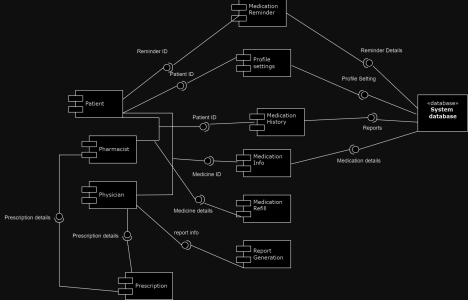 Medication
Reminder
Reminder ID
Reminder Details
Profile
settings
Patient ID
Profile Setting
Patient
«database»
System
database
Patient ID
Medication
History
Reports
Pharmacist
Medication
Info
Medication details
Medicine ID
Physician
Medicine details
Medication
Refill
Prescription details
Prescription details
report info
Report
Generation
Prescription